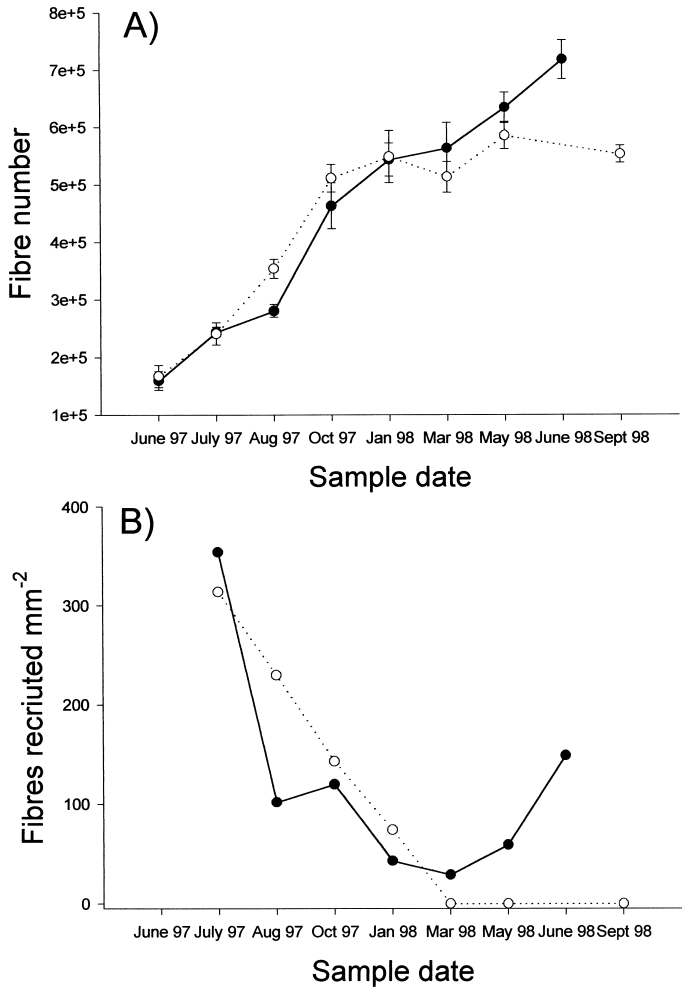 A)
8e+5
7e+5
6e+5
5e+5
4e+5
3e+5
2e+5
1e+5
Fibre number
June 97 July 97 Aug 97 Oct 97 Jan 98 Mar 98 May 98 June 98 Sept 98
Sample date
B)
400
300
200
100
0
Fibres recriuted mm-2
June 97 July 97 Aug 97 Oct 97 Jan 98 Mar 98 May 98 June 98 Sept 98
Sample date